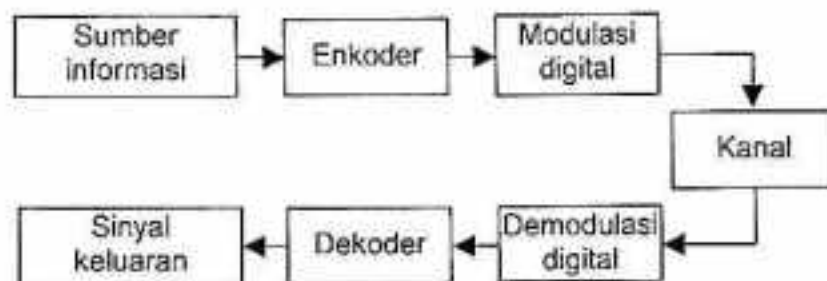 Sumber
informasi
Enkoder
Modulasi
digital
Kanal
Sinyal
keluaran
Dekoder
Demodulasi
digital